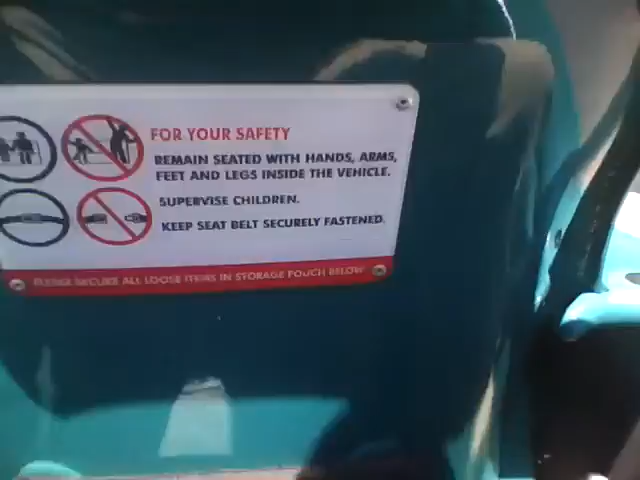 FOR YOUR SAFETY
REMAIN SEATED WITH HANDS, ARMS,
FEET AND LEGS INSIDE THE VEHICLE.
SUPERVISE CHILDREN.
KEEP SEAT BELT SECURELY FASTENED.
PLEASE SECURE ALL LOOSE ITEMS IN STORAGE POUCH BELOW